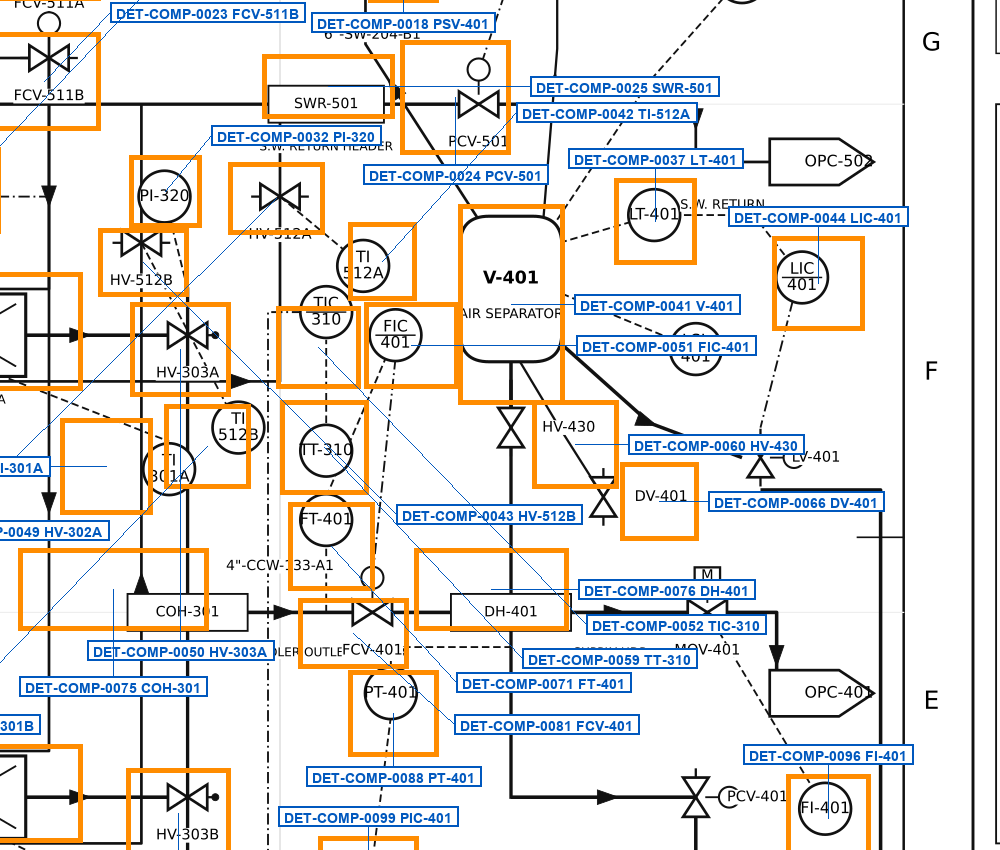 FCV-511A
DET-COMP-0023 FCV-511B
DET-COMP-0018 PSV-401
6"-SW-204-B1
G
FCV-511B
SWR-501
DET-COMP-0025 SWR-501
DET-COMP-0042 TI-512A
DET-COMP-0032 PI-320
S.W. RETURN HEADER
PCV-501
DET-COMP-0037 LT-401
OPC-502
DET-COMP-0024 PCV-501
PI-320
S.W. RETURN
LT-401
DET-COMP-0044 LIC-401
HV-512A
TI
512A
HV-512B
LIC
401
V-401
TIC
310
AIR SEPARATOR
DET-COMP-0041 V-401
FIC
401
DET-COMP-0051 FIC-401
401
HV-303A
F
TI
512B
HV-430
DET-COMP-0060 HV-430
TT-310
LV-401
TI
301A
I-301A
DV-401
DET-COMP-0066 DV-401
FT-401
DET-COMP-0043 HV-512B
P-0049 HV-302A
4"-CCW-133-A1
M
DET-COMP-0076 DH-401
COH-301
DH-401
DET-COMP-0052 TIC-310
DET-COMP-0050 HV-303A
OLER OUTLE
FCV-401
MOV-401
DET-COMP-0059 TT-310
DET-COMP-0075 COH-301
DET-COMP-0071 FT-401
PT-401
OPC-401
E
301B
DET-COMP-0081 FCV-401
DET-COMP-0096 FI-401
DET-COMP-0088 PT-401
PCV-401
FI-401
DET-COMP-0099 PIC-401
HV-303B